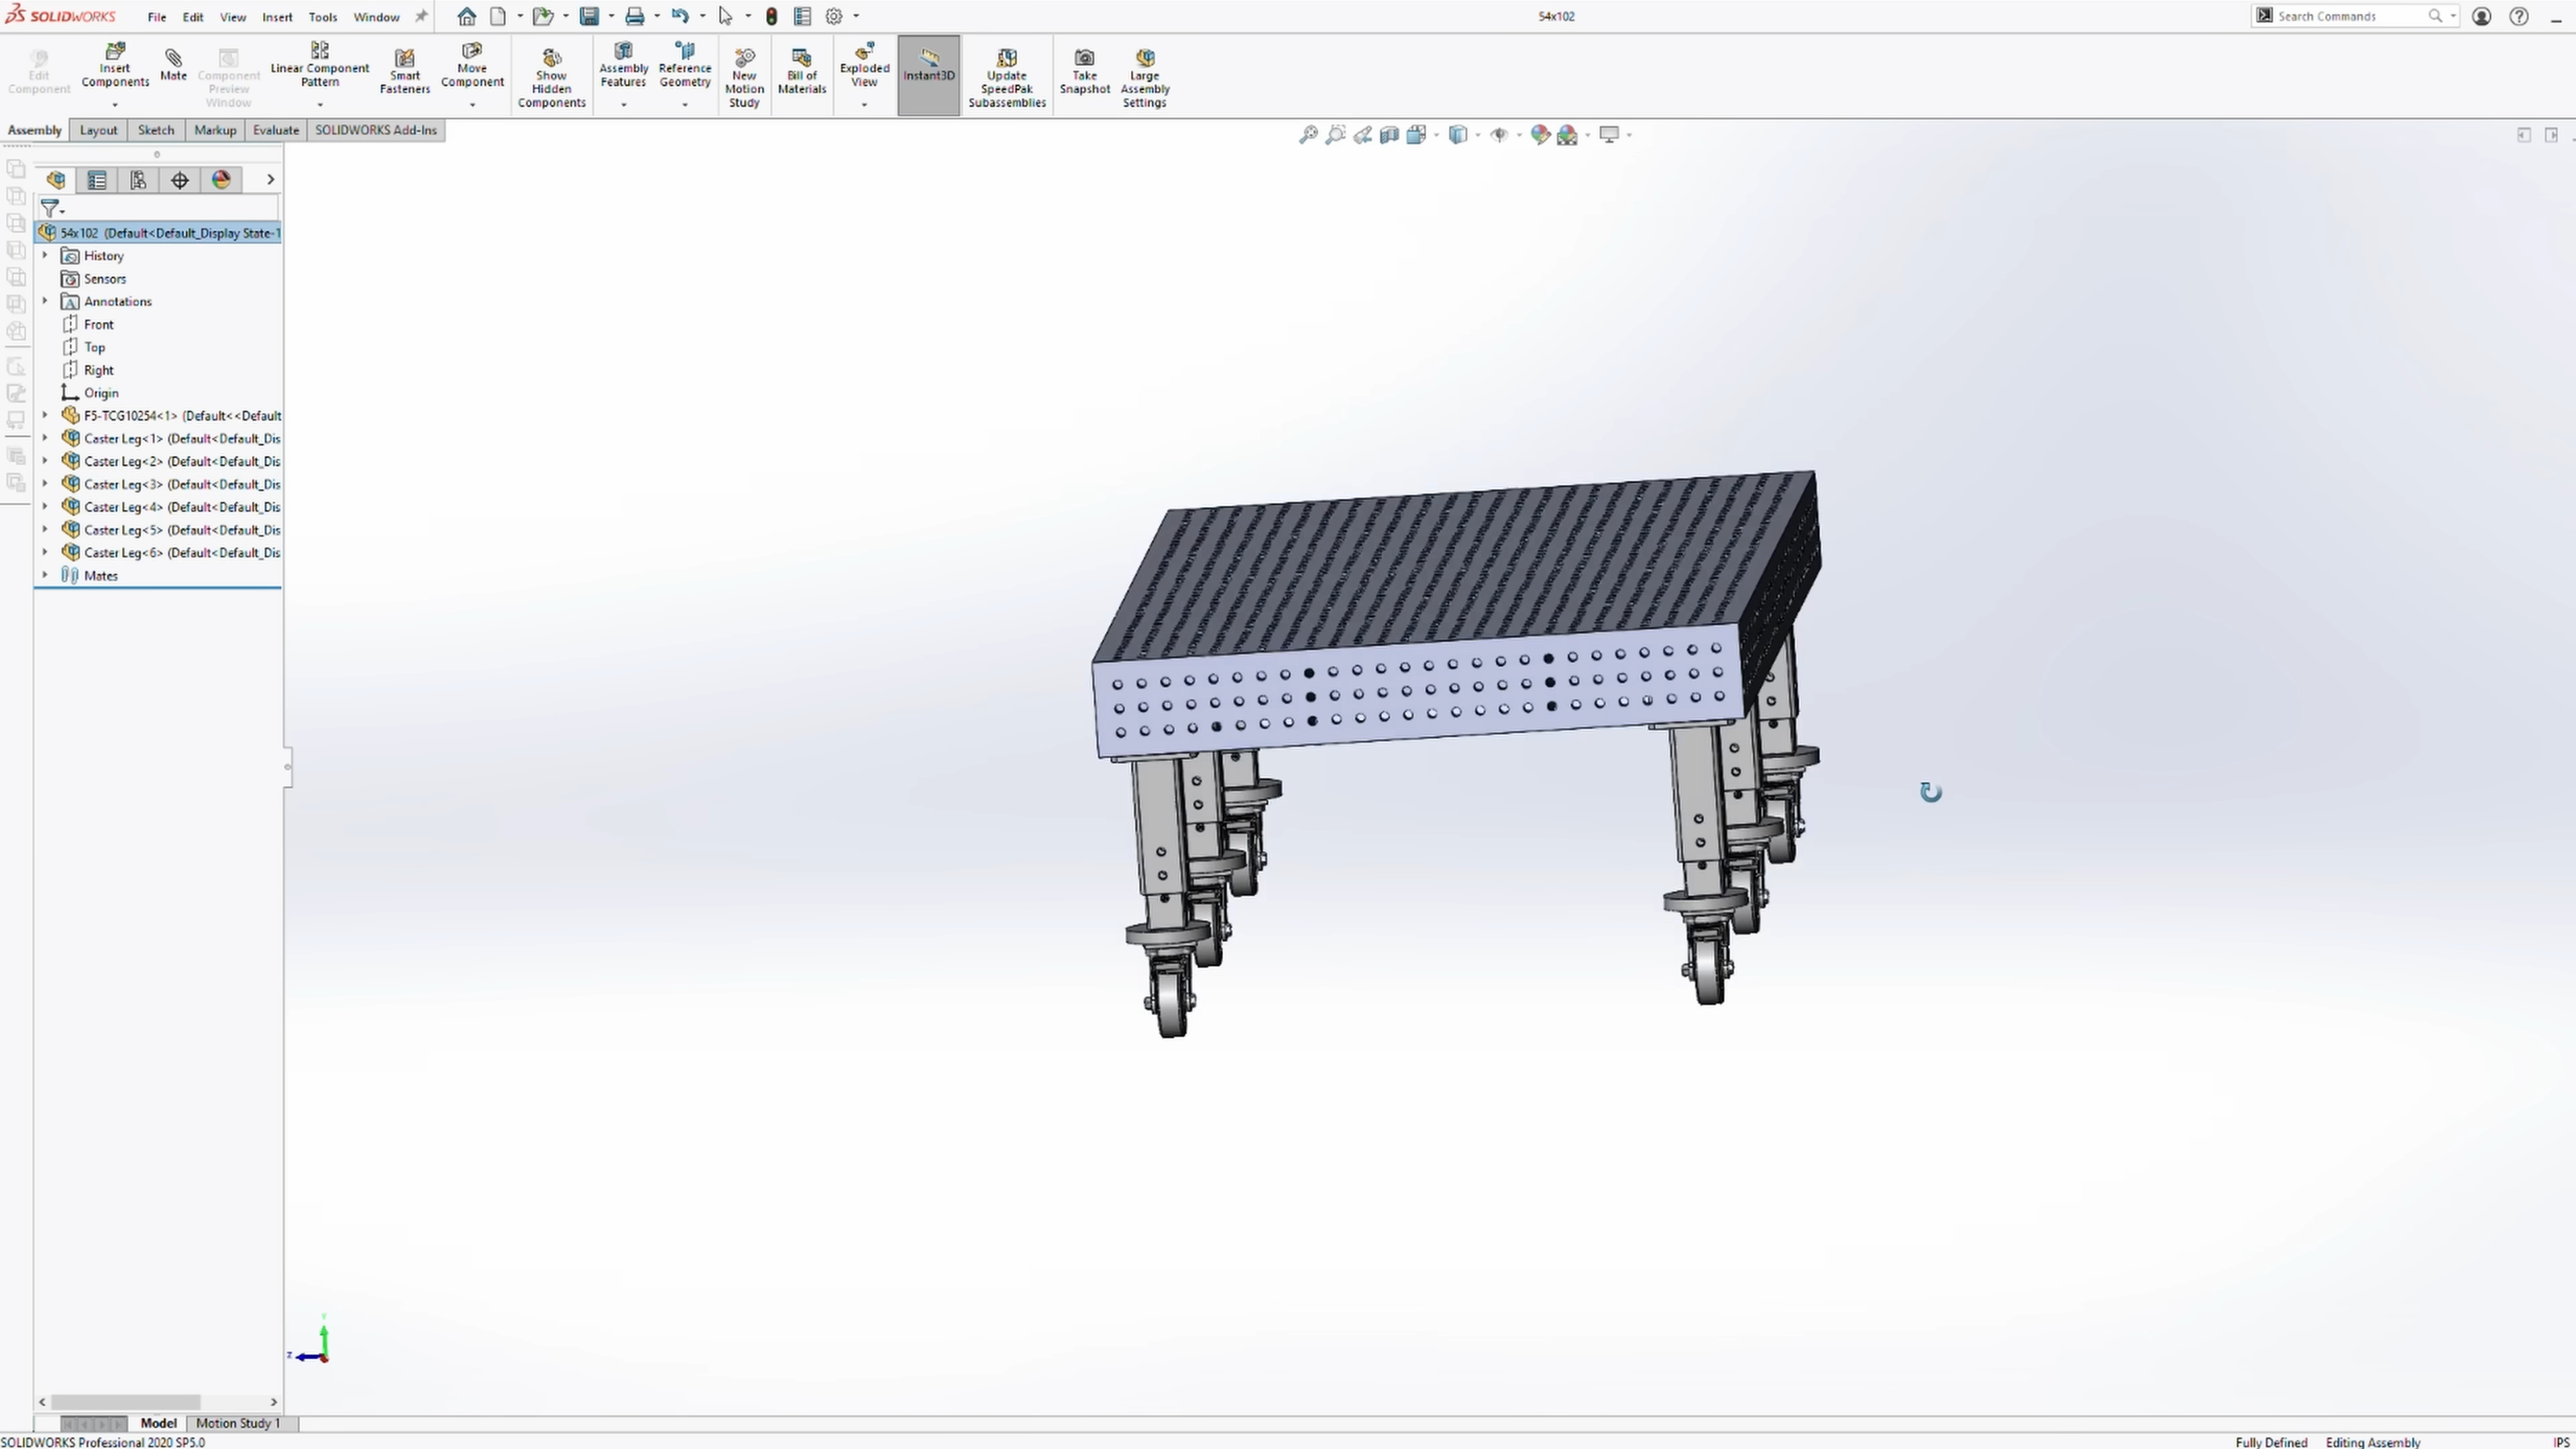 SOLIDWORKS File Edit View Insert Tools Window 54x102 Search Commands
Edit Component
Insert Components
Mate
Component Preview Window
Linear Component Pattern
Smart Fasteners
Move Component
Show Hidden Components
Assembly Features
Reference Geometry
New Motion Study
Bill of Materials
Exploded View
Instant3D
Update SpeedPak Subassemblies
Take Snapshot
Large Assembly Settings
Assembly Layout Sketch Markup Evaluate SOLIDWORKS Add-Ins
54x102 (Default<Default_Display State-1
History
Sensors
Annotations
Front
Top
Right
Origin
F5-TCG10254<1> (Default<<Default
Caster Leg<1> (Default<Default_Dis
Caster Leg<2> (Default<Default_Dis
Caster Leg<3> (Default<Default_Dis
Caster Leg<4> (Default<Default_Dis
Caster Leg<5> (Default<Default_Dis
Caster Leg<6> (Default<Default_Dis
Mates
Y
Z
Model Motion Study 1
SOLIDWORKS Professional 2020 SP5.0 Fully Defined Editing Assembly IPS